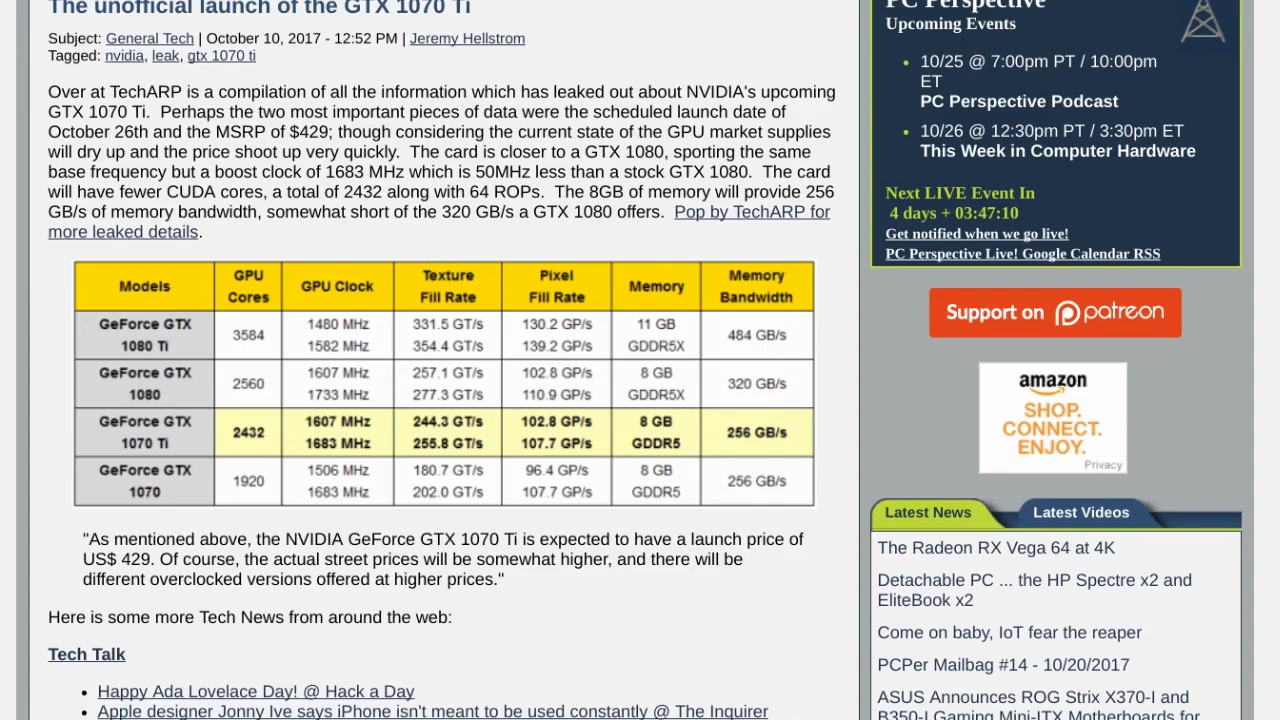 The unofficial launch of the GTX 1070 Ti
Subject: General Tech | October 10, 2017 - 12:52 PM | Jeremy Hellstrom
Tagged: nvidia, leak, gtx 1070 ti
Over at TechARP is a compilation of all the information which has leaked out about NVIDIA's upcoming
GTX 1070 Ti.  Perhaps the two most important pieces of data were the scheduled launch date of
October 26th and the MSRP of $429; though considering the current state of the GPU market supplies
will dry up and the price shoot up very quickly.  The card is closer to a GTX 1080, sporting the same
base frequency but a boost clock of 1683 MHz which is 50MHz less than a stock GTX 1080.  The card
will have fewer CUDA cores, a total of 2432 along with 64 ROPs.  The 8GB of memory will provide 256
GB/s of memory bandwidth, somewhat short of the 320 GB/s a GTX 1080 offers.  Pop by TechARP for
more leaked details.
Models GPU Cores GPU Clock Texture Fill Rate Pixel Fill Rate Memory Memory Bandwidth
GeForce GTX 1080 Ti 3584 1480 MHz 1582 MHz 331.5 GT/s 354.4 GT/s 130.2 GP/s 139.2 GP/s 11 GB GDDR5X 484 GB/s
GeForce GTX 1080 2560 1607 MHz 1733 MHz 257.1 GT/s 277.3 GT/s 102.8 GP/s 110.9 GP/s 8 GB GDDR5X 320 GB/s
GeForce GTX 1070 Ti 2432 1607 MHz 1683 MHz 244.3 GT/s 255.8 GT/s 102.8 GP/s 107.7 GP/s 8 GB GDDR5 256 GB/s
GeForce GTX 1070 1920 1506 MHz 1683 MHz 180.7 GT/s 202.0 GT/s 96.4 GP/s 107.7 GP/s 8 GB GDDR5 256 GB/s
"As mentioned above, the NVIDIA GeForce GTX 1070 Ti is expected to have a launch price of
US$ 429. Of course, the actual street prices will be somewhat higher, and there will be
different overclocked versions offered at higher prices."
Here is some more Tech News from around the web:
Tech Talk
Happy Ada Lovelace Day! @ Hack a Day
Apple designer Jonny Ive says iPhone isn't meant to be used constantly @ The Inquirer
PC Perspective
Upcoming Events
10/25 @ 7:00pm PT / 10:00pm
ET
PC Perspective Podcast
10/26 @ 12:30pm PT / 3:30pm ET
This Week in Computer Hardware
Next LIVE Event In
4 days + 03:47:10
Get notified when we go live!
PC Perspective Live! Google Calendar RSS
Support on patreon
amazon
SHOP.
CONNECT.
ENJOY.
Privacy
Latest News Latest Videos
The Radeon RX Vega 64 at 4K
Detachable PC ... the HP Spectre x2 and
EliteBook x2
Come on baby, IoT fear the reaper
PCPer Mailbag #14 - 10/20/2017
ASUS Announces ROG Strix X370-I and
B350-I Gaming Mini-ITX Motherboards for